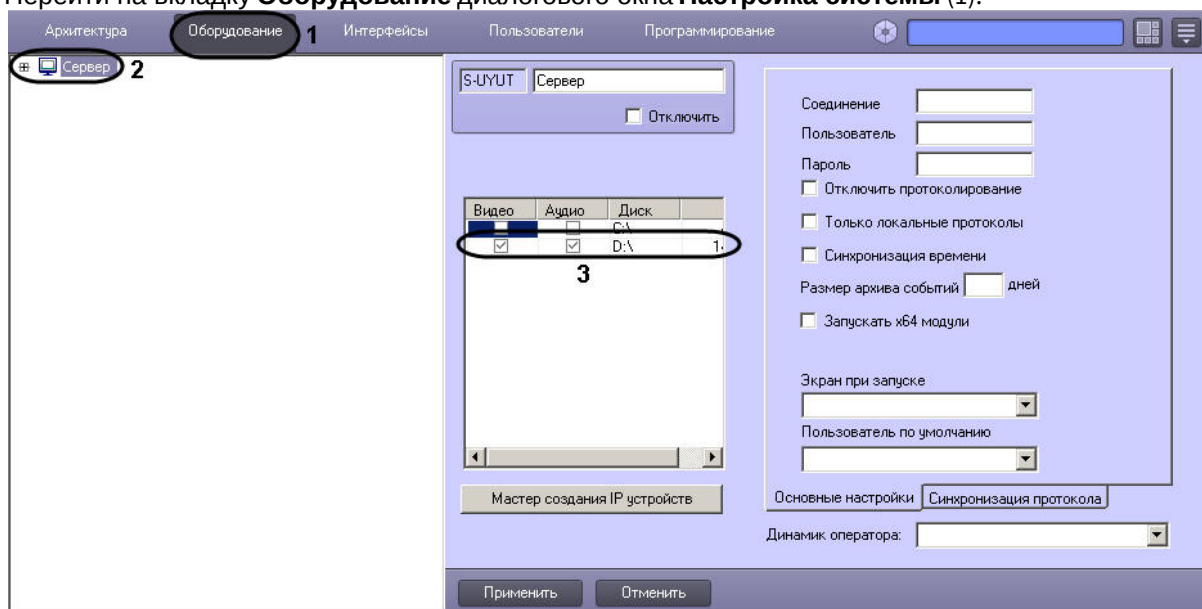 Перейти на вкладку Оборудование диалогового окна Настройка системы (1).
Архитектура Оборудование 1 Интерфейсы Пользователи Программирование
Сервер 2
S-UYUT Сервер
Отключить
Соединение
Пользователь
Пароль
Отключить протоколирование
Только локальные протоколы
Синхронизация времени
Размер архива событий дней
Запускать x64 модули
Видео Аудио Диск
C:\
D:\ 14
3
Экран при запуске
Пользователь по умолчанию
Мастер создания IP устройств
Основные настройки Синхронизация протокола
Динамик оператора:
Применить Отменить